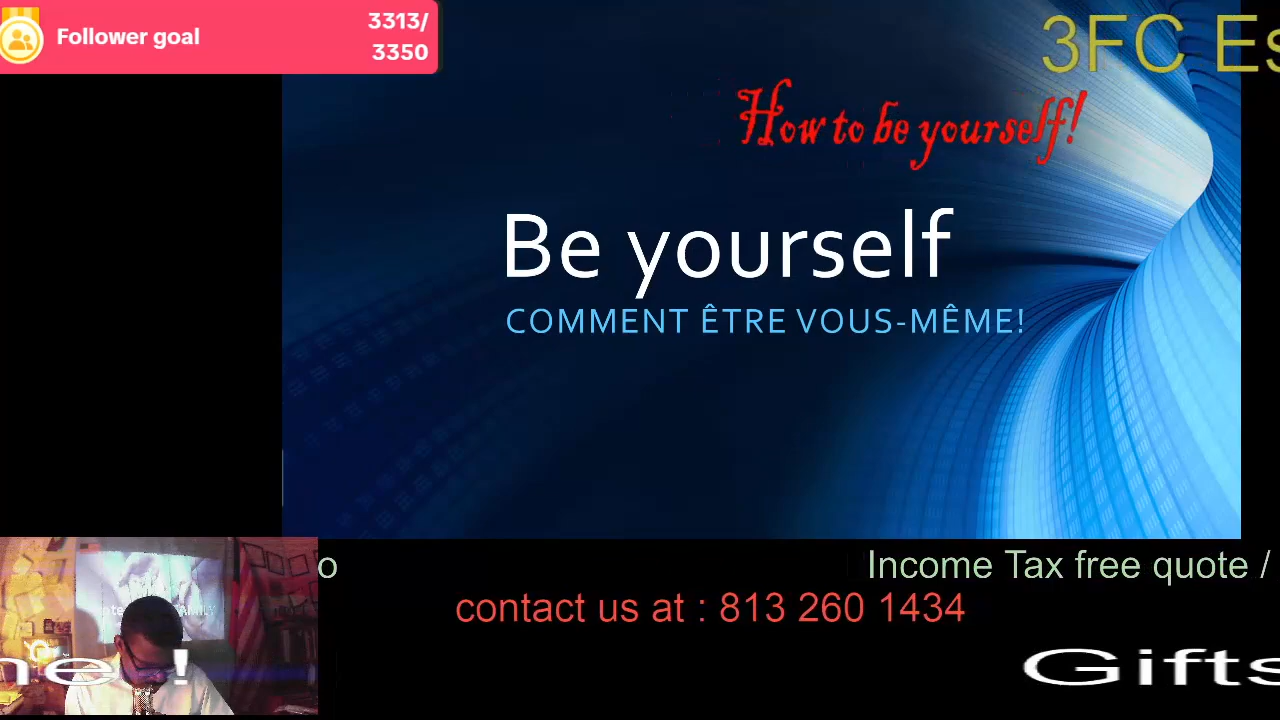 Follower goal
3313/
3350
3FC Es
How to be yourself!
Be yourself
COMMENT ÊTRE VOUS-MÊME!
o
Income Tax free quote /
contact us at : 813 260 1434
ne !
Gifts